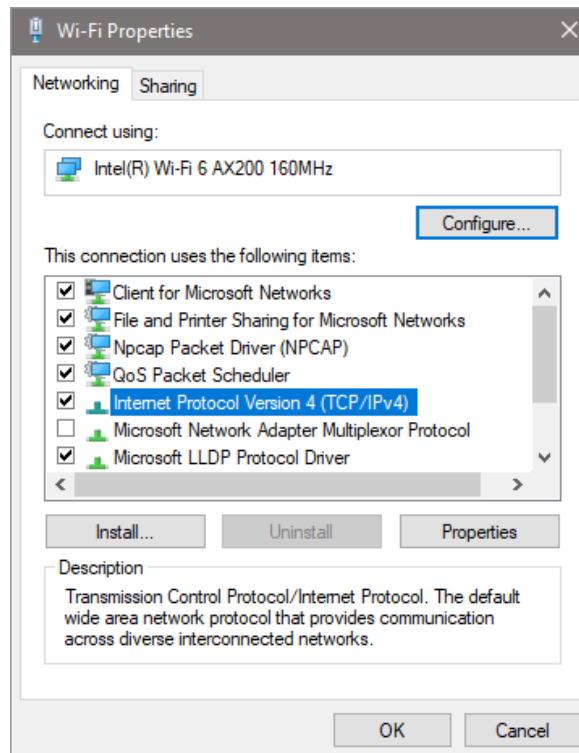 Wi-Fi Properties
Networking
Sharing
Connect using:
Intel(R) Wi-Fi 6 AX200 160MHz
Configure...
This connection uses the following items:
Client for Microsoft Networks
File and Printer Sharing for Microsoft Networks
Npcap Packet Driver (NPCAP)
QoS Packet Scheduler
Internet Protocol Version 4 (TCP/IPv4)
Microsoft Network Adapter Multiplexor Protocol
Microsoft LLDP Protocol Driver
Install...
Uninstall
Properties
Description
Transmission Control Protocol/Internet Protocol. The default
wide area network protocol that provides communication
across diverse interconnected networks.
OK
Cancel